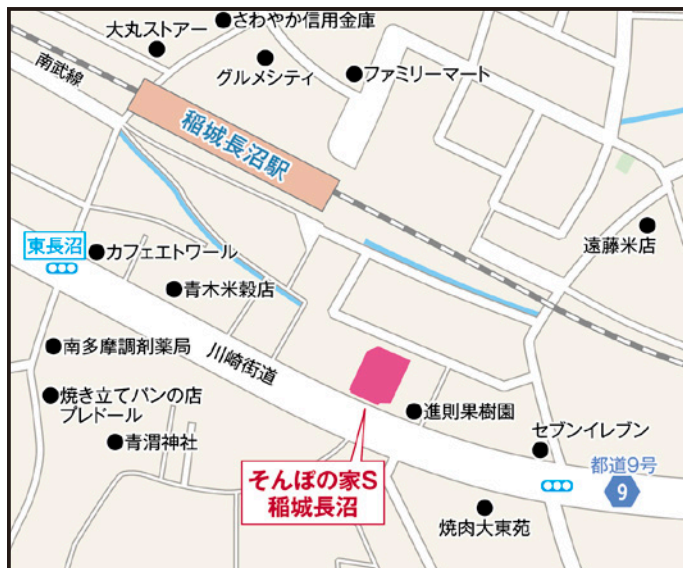 さわやか信用金庫
大丸ストアー
グルメシティ
ファミリーマート
南武線
稲城長沼駅
東長沼
カフェエトワール
遠藤米店
青木米穀店
南多摩調剤薬局
川崎街道
焼き立てパンの店
ブレドール
進則果樹園
青渭神社
セブンイレブン
そんぽの家S
稲城長沼
都道9号
9
焼肉大東苑